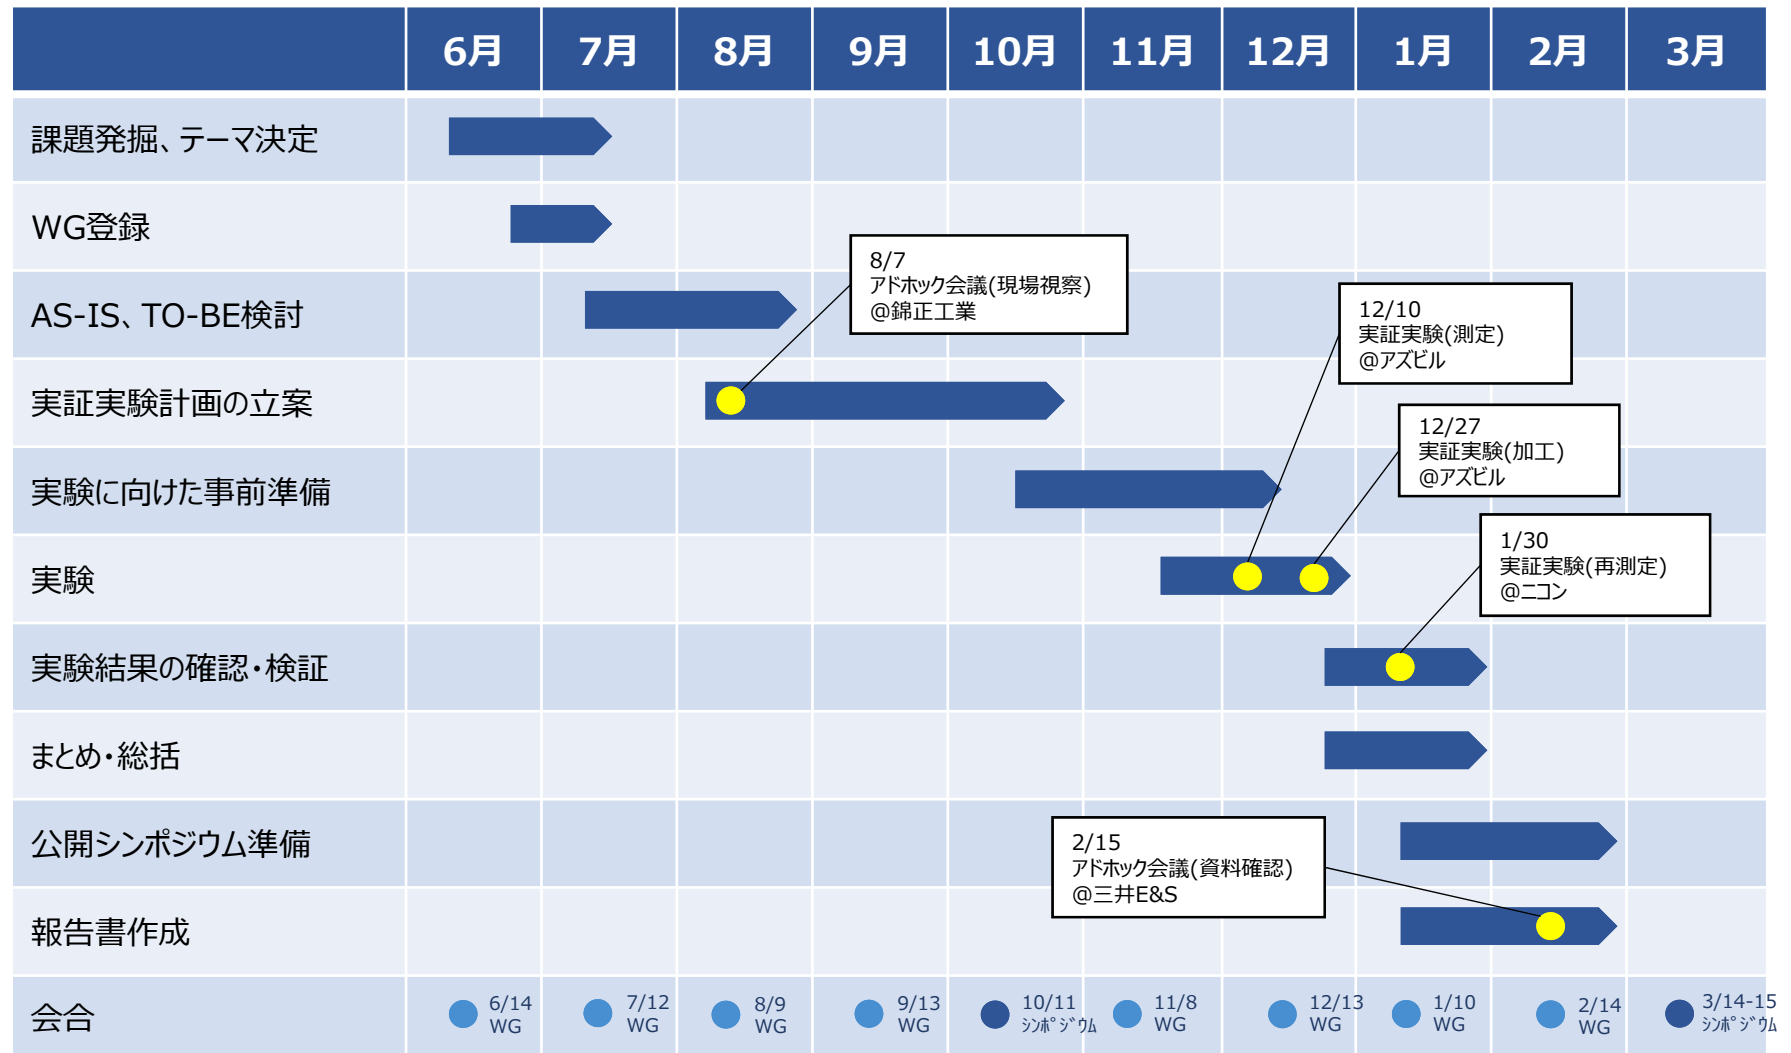 6月 7月 8月 9月 10月 11月 12月 1月 2月 3月
課題発掘、テーマ決定
WG登録
8/7
アドホック会議(現場視察)
@錦正工業
AS-IS、TO-BE検討
12/10
実証実験(測定)
@アズビル
実証実験計画の立案
12/27
実証実験(加工)
@アズビル
実験に向けた事前準備
1/30
実証実験(再測定)
@ニコン
実験
実験結果の確認・検証
まとめ・総括
公開シンポジウム準備
2/15
アドホック会議(資料確認)
@三井E&S
報告書作成
会合
6/14
WG
7/12
WG
8/9
WG
9/13
WG
10/11
ｼﾝﾎﾟｼﾞｳﾑ
11/8
WG
12/13
WG
1/10
WG
2/14
WG
3/14-15
ｼﾝﾎﾟｼﾞｳﾑ